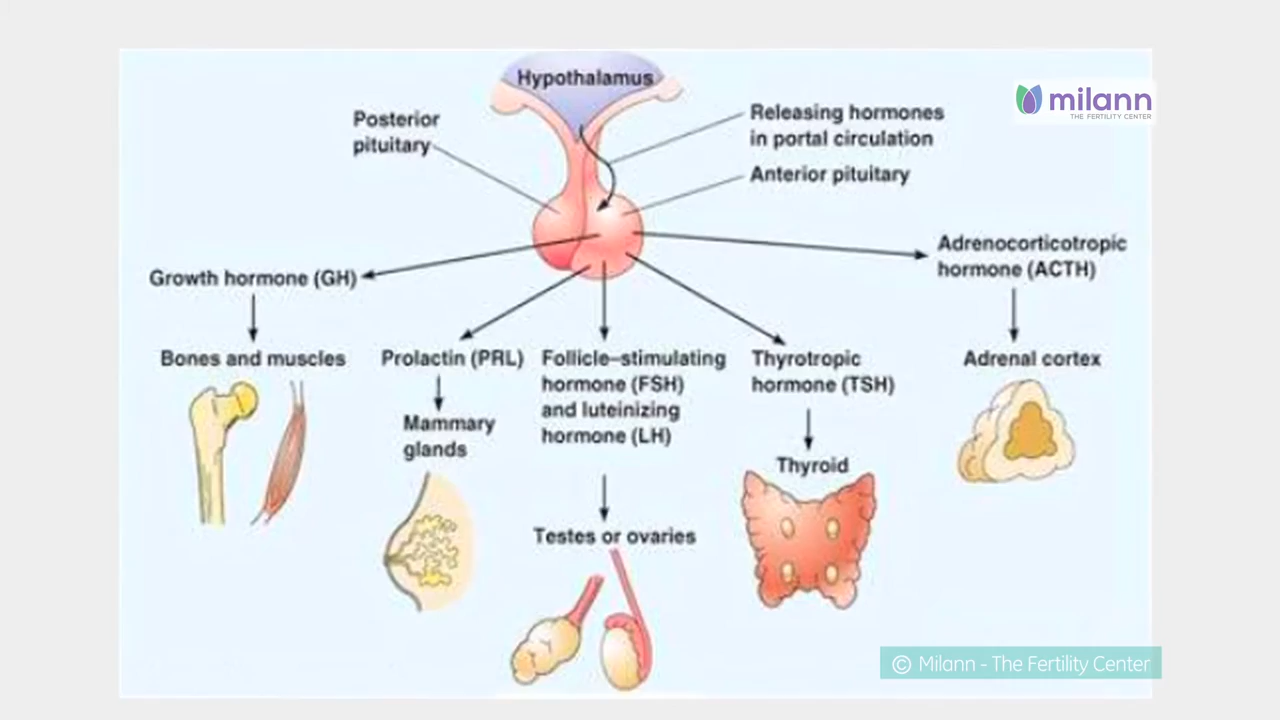 Hypothalamus
milann
THE FERTILITY CENTER
Posterior
pituitary
Releasing hormones
in portal circulation
Anterior pituitary
Adrenocorticotropic
hormone (ACTH)
Growth hormone (GH)
Bones and muscles
Prolactin (PRL)
Mammary
glands
Follicle–stimulating
hormone (FSH)
and luteinizing
hormone (LH)
Testes or ovaries
Thyrotropic
hormone (TSH)
Thyroid
Adrenal cortex
© Milann - The Fertility Center